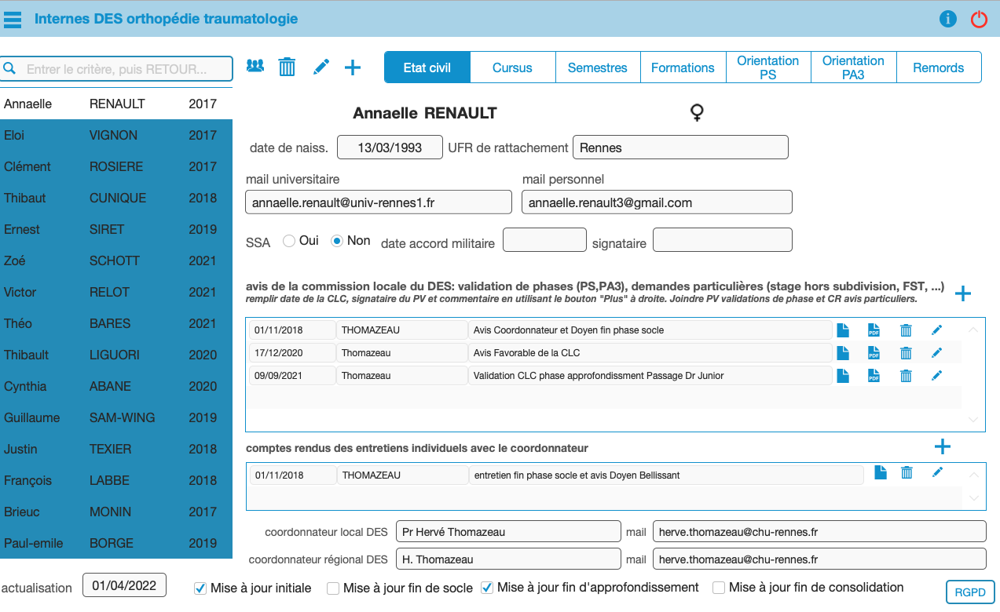 Internes DES orthopédie traumatologie
Entrer le critère, puis RETOUR...
Etat civil
Cursus
Semestres
Formations
Orientation PS
Orientation PA3
Remords
Annaelle RENAULT 2017
Eloi VIGNON 2017
Clément ROSIERE 2017
Thibaut CUNIQUE 2018
Ernest SIRET 2019
Zoé SCHOTT 2021
Victor RELOT 2021
Théo BARES 2021
Thibault LIGUORI 2020
Cynthia ABANE 2020
Guillaume SAM-WING 2019
Justin TEXIER 2018
François LABBE 2018
Brieuc MONIN 2017
Paul-emile BORGE 2019
Annaelle RENAULT
date de naiss. 13/03/1993 UFR de rattachement Rennes
mail universitaire mail personnel
annaelle.renault@univ-rennes1.fr annaelle.renault3@gmail.com
SSA Oui Non date accord militaire signataire
avis de la commission locale du DES: validation de phases (PS,PA3), demandes particulières (stage hors subdivision, FST, ...)
remplir date de la CLC, signataire du PV et commentaire en utilisant le bouton "Plus" à droite. Joindre PV validations de phase et CR avis particuliers.
01/11/2018 THOMAZEAU Avis Coordonnateur et Doyen fin phase socle PDF
17/12/2020 Thomazeau Avis Favorable de la CLC PDF
09/09/2021 Thomazeau Validation CLC phase approfondissment Passage Dr Junior PDF
comptes rendus des entretiens individuels avec le coordonnateur
01/11/2018 THOMAZEAU entretien fin phase socle et avis Doyen Bellissant
coordonnateur local DES Pr Hervé Thomazeau mail herve.thomazeau@chu-rennes.fr
coordonnateur régional DES H. Thomazeau mail herve.thomazeau@chu-rennes.fr
actualisation 01/04/2022 Mise à jour initiale Mise à jour fin de socle Mise à jour fin d'approfondissement Mise à jour fin de consolidation
RGPD